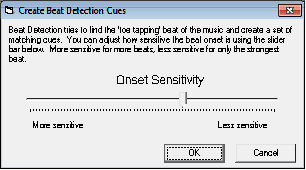 Create Beat Detection Cues
Beat Detection tries to find the 'toe tapping' beat of the music and create a set of
matching cues. You can adjust how sensilive the beat onset is using the slider
bar below. More sensitive for more beats, less sensitive for only the strongest
beat.
Onset Sensitivity
More sensitive
Less sensitive
OK
Cancel